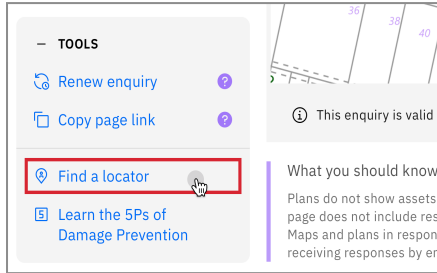 TOOLS
Renew enquiry ?
Copy page link ?
Find a locator
5 Learn the 5Ps of
Damage Prevention
36
38
40
This enquiry is valid
What you should know
Plans do not show assets
page does not include res
Maps and plans in respon
receiving responses by e